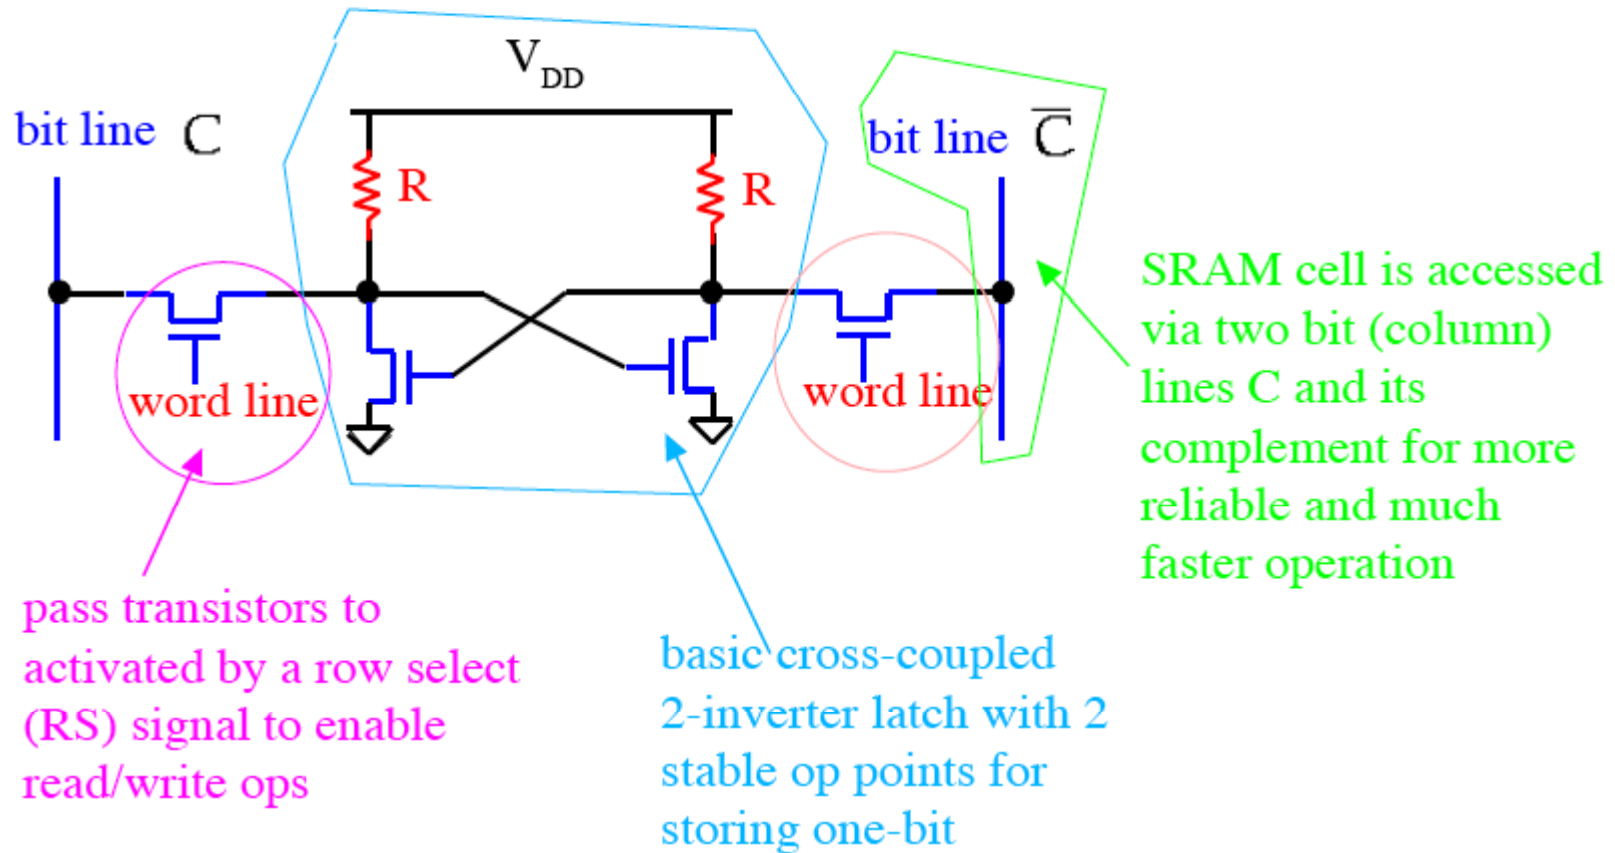 V_DD
bit line C
bit line C̅
R
R
word line
word line
SRAM cell is accessed
via two bit (column)
lines C and its
complement for more
reliable and much
faster operation
pass transistors to
activated by a row select
(RS) signal to enable
read/write ops
basic cross-coupled
2-inverter latch with 2
stable op points for
storing one-bit